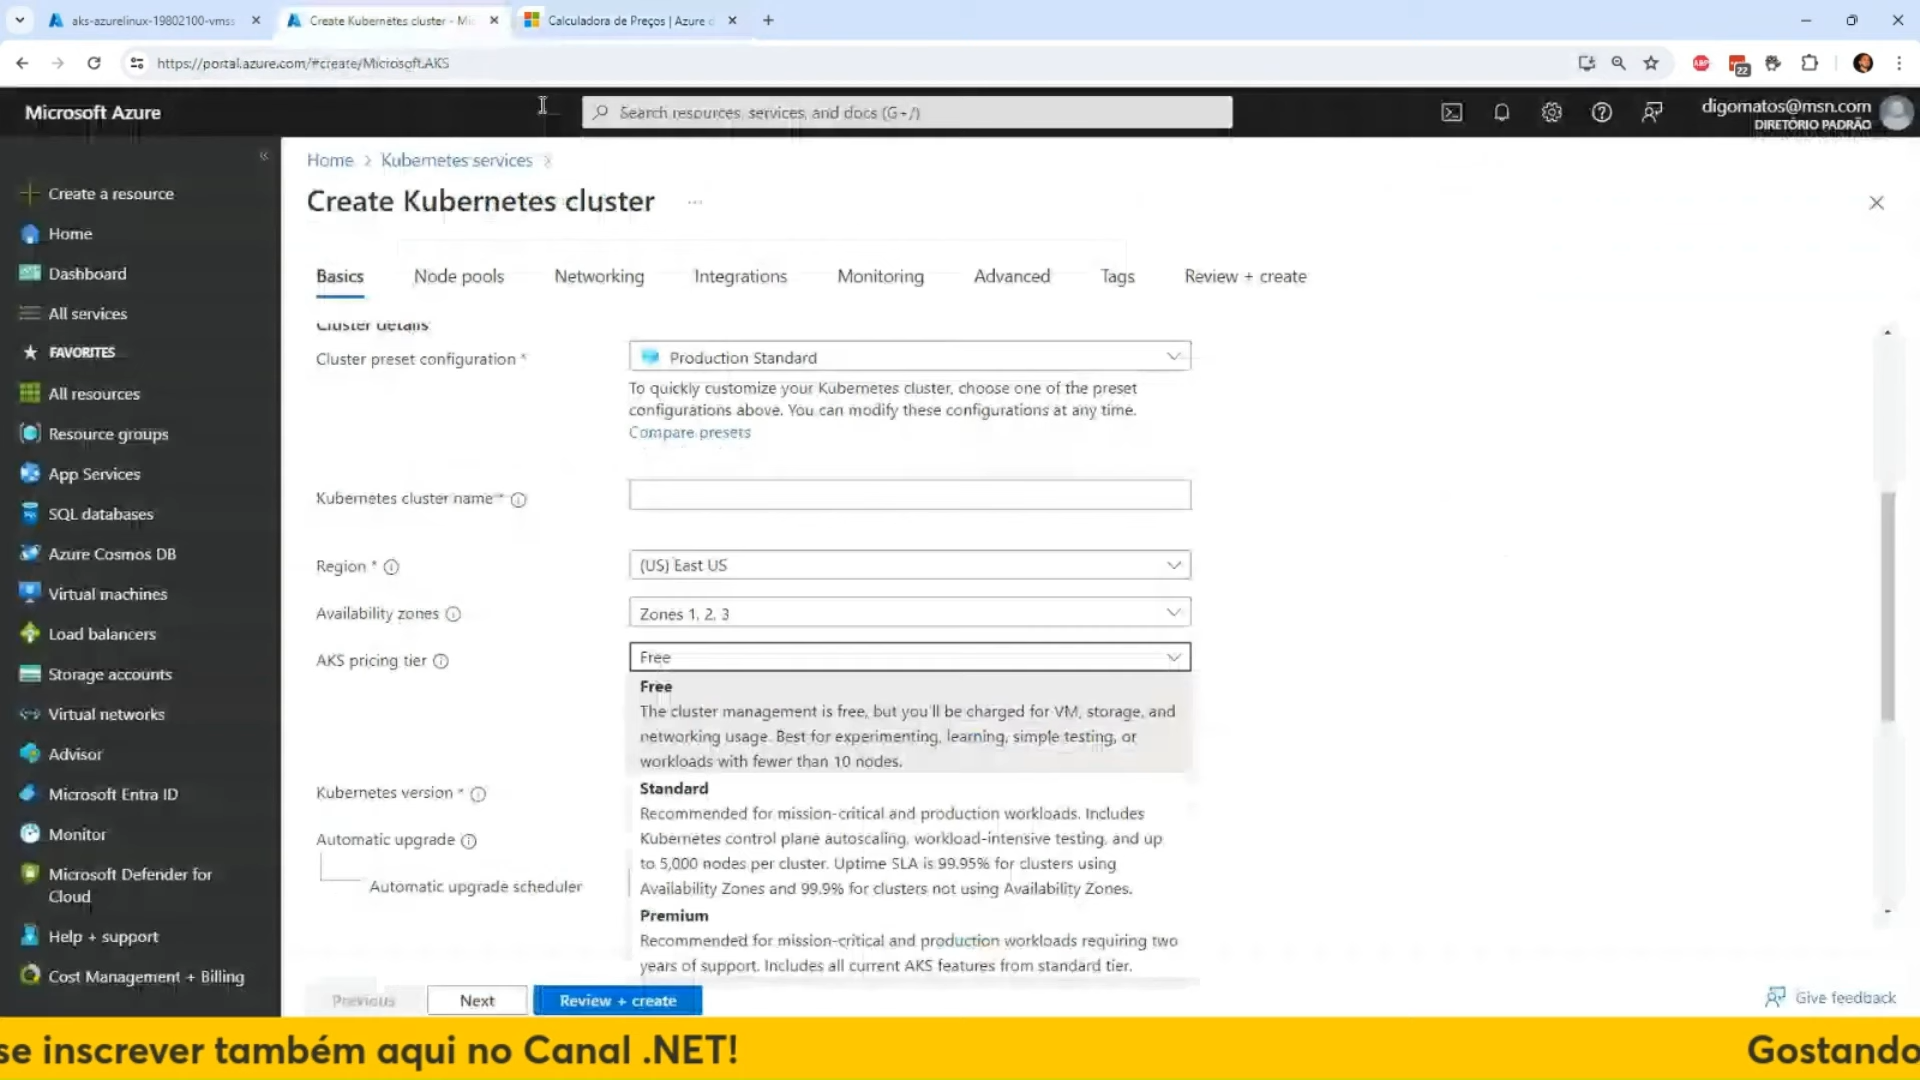 aks-azurelinux-19802100-vmss
Create Kubernetes cluster - Mi
Calculadora de Preços | Azure d
https://portal.azure.com/#create/Microsoft.AKS
ABP
22
Microsoft Azure
Search resources, services, and docs (G+/)
digomatos@msn.com
DIRETÓRIO PADRÃO
Create a resource
Home
Dashboard
All services
FAVORITES
All resources
Resource groups
App Services
SQL databases
Azure Cosmos DB
Virtual machines
Load balancers
Storage accounts
Virtual networks
Advisor
Microsoft Entra ID
Monitor
Microsoft Defender for
Cloud
Help + support
Cost Management + Billing
Home > Kubernetes services >
Create Kubernetes cluster ...
Basics Node pools Networking Integrations Monitoring Advanced Tags Review + create
Cluster details
Cluster preset configuration *
Production Standard
To quickly customize your Kubernetes cluster, choose one of the preset
configurations above. You can modify these configurations at any time.
Compare presets
Kubernetes cluster name *
Region *
(US) East US
Availability zones
Zones 1, 2, 3
AKS pricing tier
Free
Free
The cluster management is free, but you'll be charged for VM, storage, and
networking usage. Best for experimenting, learning, simple testing, or
workloads with fewer than 10 nodes.
Standard
Recommended for mission-critical and production workloads. Includes
Kubernetes control plane autoscaling, workload-intensive testing, and up
to 5,000 nodes per cluster. Uptime SLA is 99.95% for clusters using
Availability Zones and 99.9% for clusters not using Availability Zones.
Premium
Recommended for mission-critical and production workloads requiring two
years of support. Includes all current AKS features from standard tier.
Kubernetes version *
Automatic upgrade
Automatic upgrade scheduler
Previous
Next
Review + create
Give feedback
se inscrever também aqui no Canal .NET!
Gostando